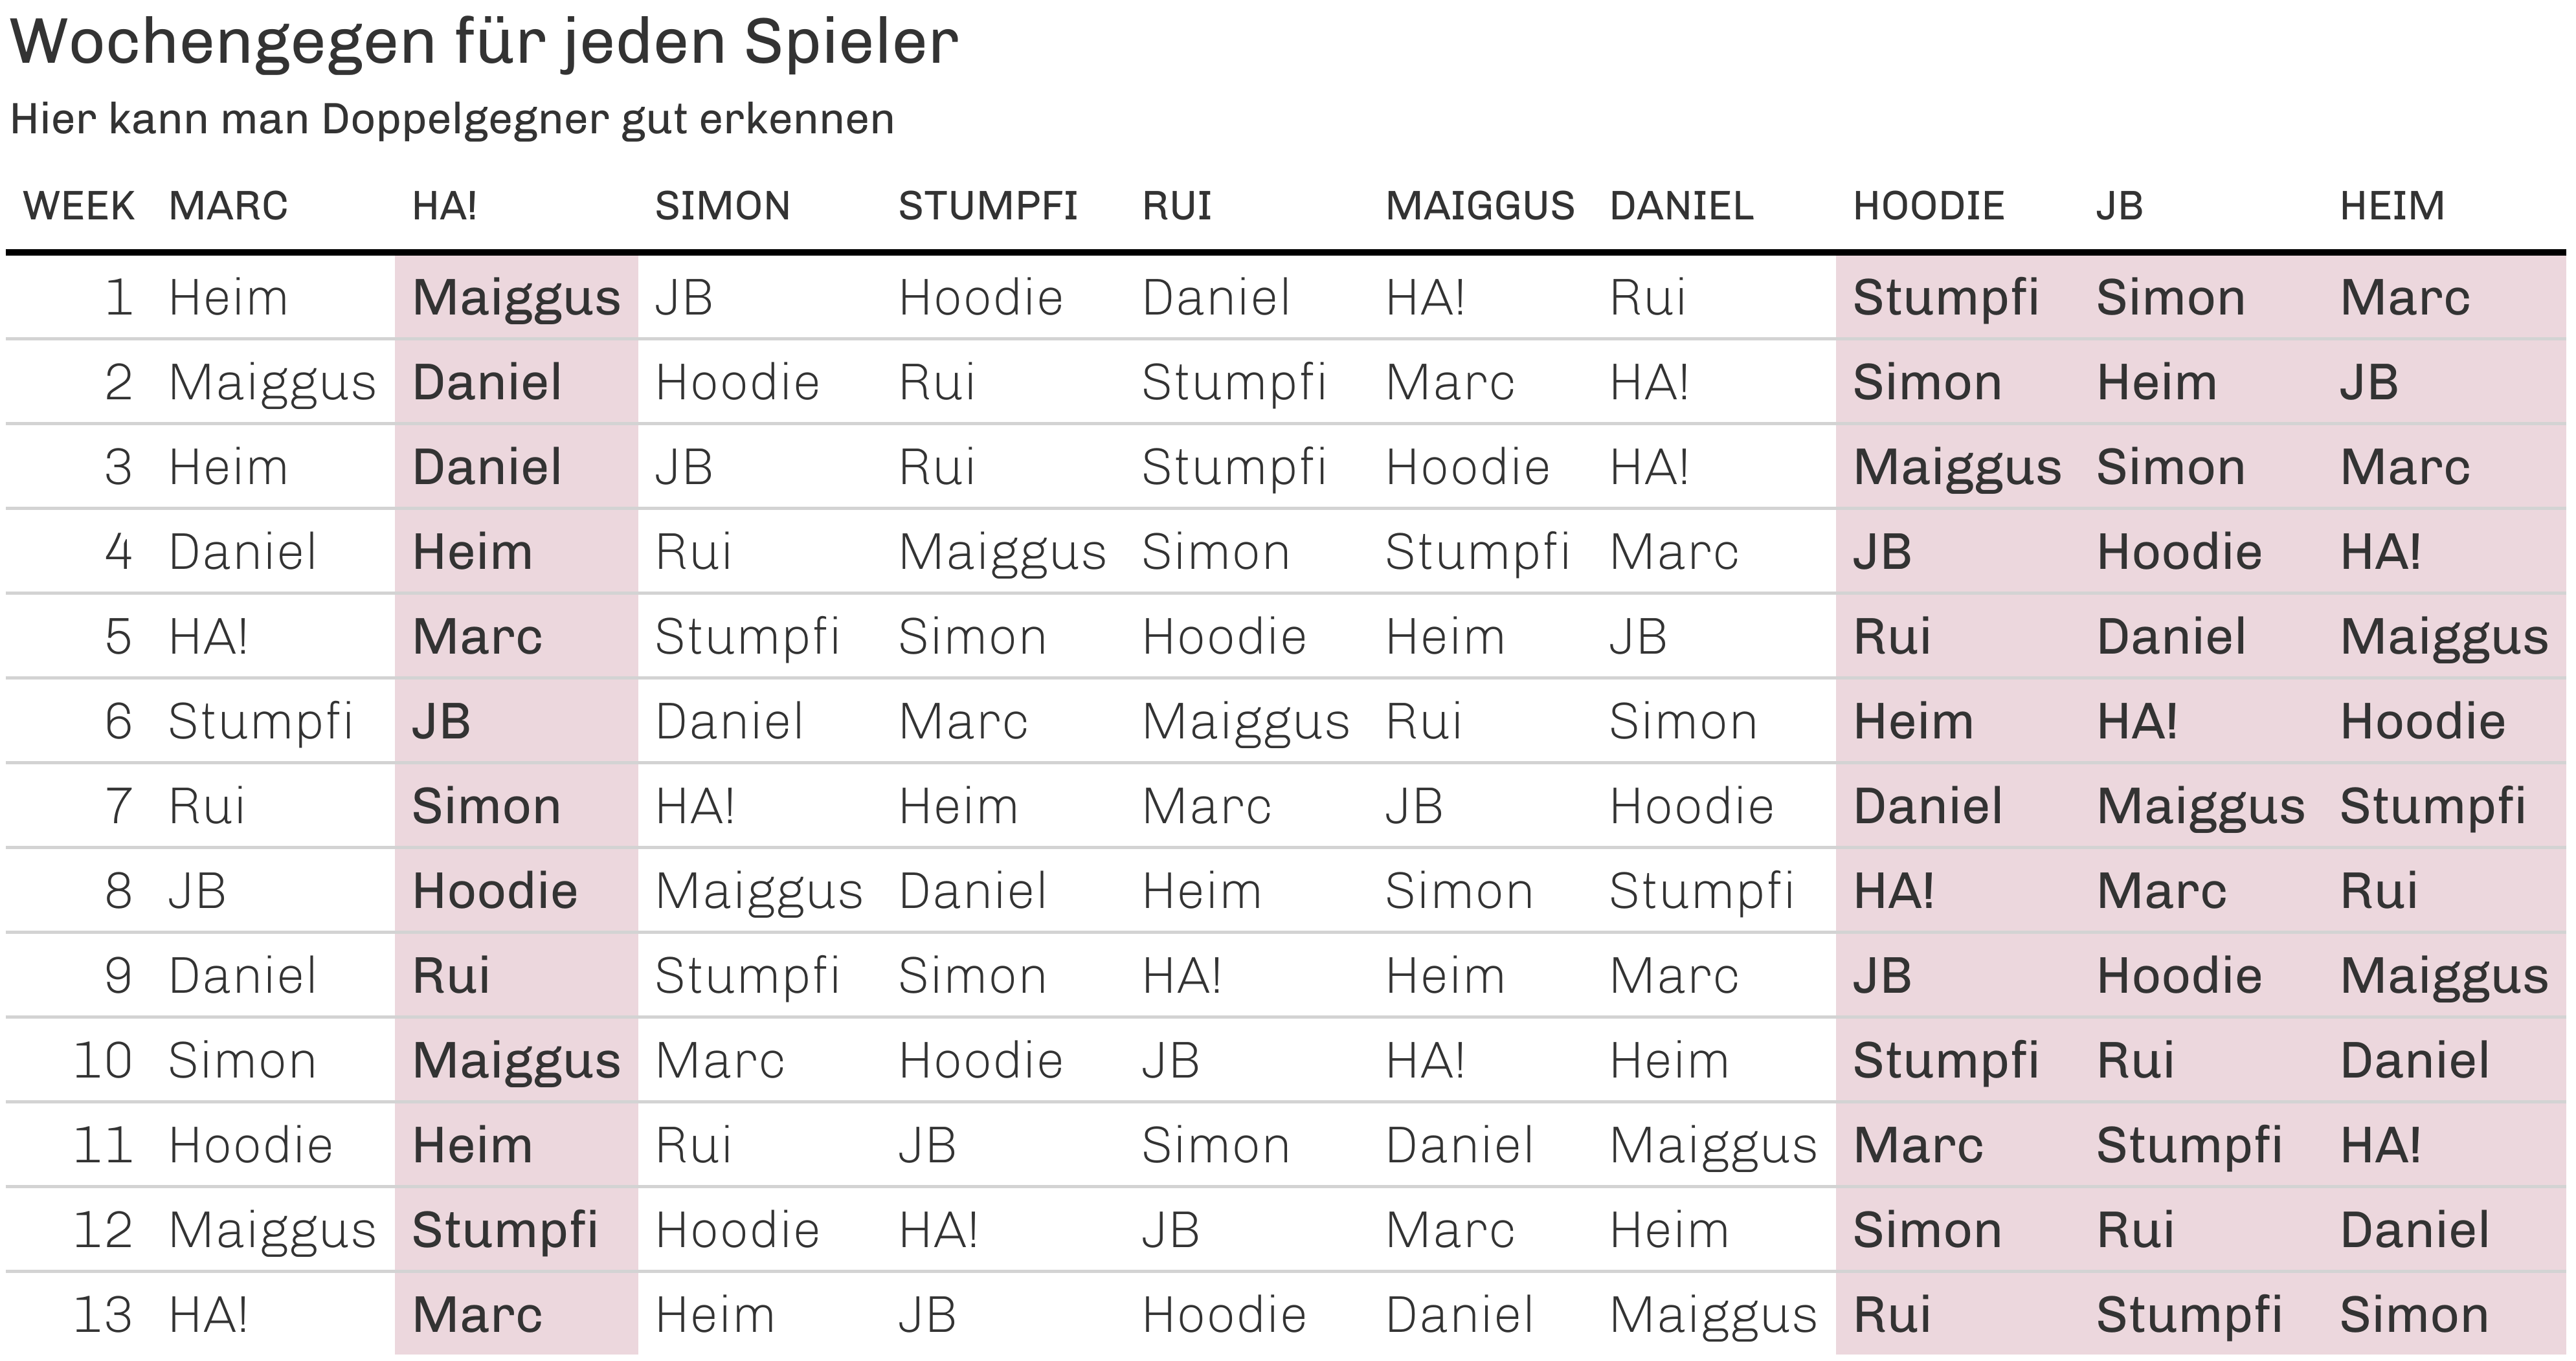 Wochengegen für jeden Spieler
Hier kann man Doppelgegner gut erkennen
WEEK MARC HA! SIMON STUMPFI RUI MAIGGUS DANIEL HOODIE JB HEIM
1 Heim Maiggus JB Hoodie Daniel HA! Rui Stumpfi Simon Marc
2 Maiggus Daniel Hoodie Rui Stumpfi Marc HA! Simon Heim JB
3 Heim Daniel JB Rui Stumpfi Hoodie HA! Maiggus Simon Marc
4 Daniel Heim Rui Maiggus Simon Stumpfi Marc JB Hoodie HA!
5 HA! Marc Stumpfi Simon Hoodie Heim JB Rui Daniel Maiggus
6 Stumpfi JB Daniel Marc Maiggus Rui Simon Heim HA! Hoodie
7 Rui Simon HA! Heim Marc JB Hoodie Daniel Maiggus Stumpfi
8 JB Hoodie Maiggus Daniel Heim Simon Stumpfi HA! Marc Rui
9 Daniel Rui Stumpfi Simon HA! Heim Marc JB Hoodie Maiggus
10 Simon Maiggus Marc Hoodie JB HA! Heim Stumpfi Rui Daniel
11 Hoodie Heim Rui JB Simon Daniel Maiggus Marc Stumpfi HA!
12 Maiggus Stumpfi Hoodie HA! JB Marc Heim Simon Rui Daniel
13 HA! Marc Heim JB Hoodie Daniel Maiggus Rui Stumpfi Simon